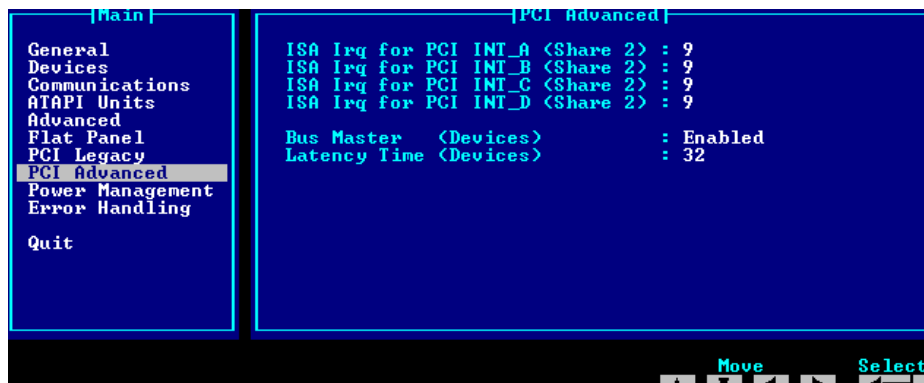 Main
General
Devices
Communications
ATAPI Units
Advanced
Flat Panel
PCI Legacy
PCI Advanced
Power Management
Error Handling
Quit
PCI Advanced
ISA Irq for PCI INT_A (Share 2) : 9
ISA Irq for PCI INT_B (Share 2) : 9
ISA Irq for PCI INT_C (Share 2) : 9
ISA Irq for PCI INT_D (Share 2) : 9
Bus Master (Devices) : Enabled
Latency Time (Devices) : 32
Move Select